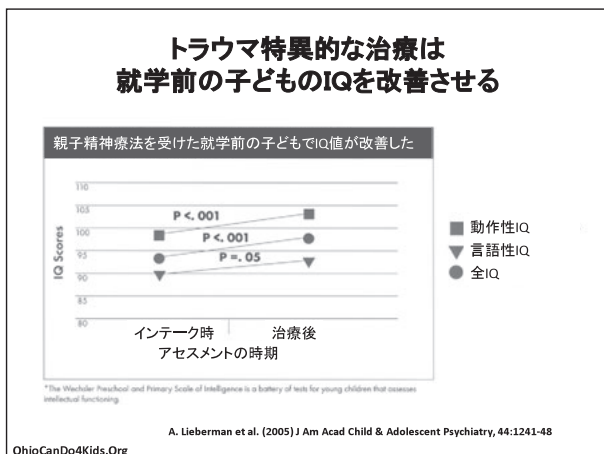 トラウマ特異的な治療は
就学前の子どものIQを改善させる
親子精神療法を受けた就学前の子どもでIQ値が改善した
110
105
100
95
90
85
80
IQ Scores
P <. 001
P <. 001
P =. 05
インテーク時
治療後
アセスメントの時期
動作性IQ
言語性IQ
全IQ
*The Wechsler Preschool and Primary Scale of Intelligence is a battery of tests for young children that assesses
intellectual functioning.
A. Lieberman et al. (2005) J Am Acad Child & Adolescent Psychiatry, 44:1241-48
OhioCanDo4Kids.Org